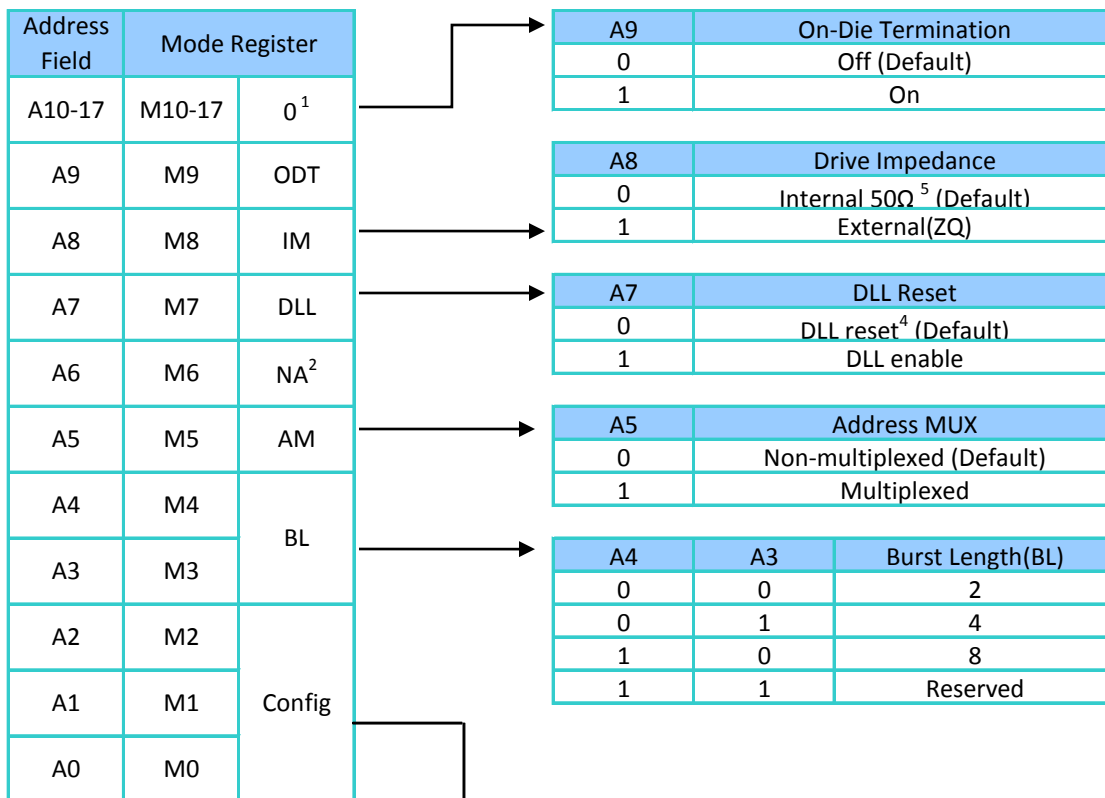 Address Field Mode Register
A10-17 M10-17 0¹
A9 M9 ODT
A8 M8 IM
A7 M7 DLL
A6 M6 NA²
A5 M5 AM
A4 M4 BL
A3 M3
A2 M2 Config
A1 M1
A0 M0
A9 On-Die Termination
0 Off (Default)
1 On
A8 Drive Impedance
0 Internal 50Ω ⁵ (Default)
1 External(ZQ)
A7 DLL Reset
0 DLL reset⁴ (Default)
1 DLL enable
A5 Address MUX
0 Non-multiplexed (Default)
1 Multiplexed
A4 A3 Burst Length(BL)
0 0 2
0 1 4
1 0 8
1 1 Reserved